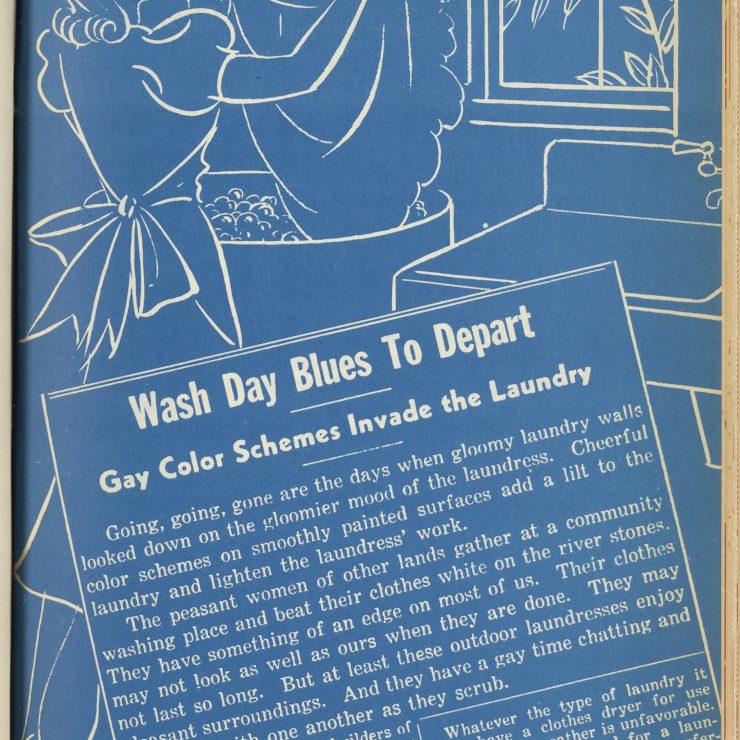 Wash Day Blues To Depart
Gay Color Schemes Invade the Laundry
Going, going, gone are the days when gloomy laundry walls
looked down on the gloomier mood of the laundress. Cheerful
color schemes on smoothly painted surfaces add a lilt to the
laundry and lighten the laundress' work.
The peasant women of other lands gather at a community
washing place and beat their clothes white on the river stones.
They have something of an edge on most of us. Their clothes
may not look as well as ours when they are done. They may
not last so long. But at least these outdoor laundresses enjoy
surroundings. And they have a gay time chatting and
with one another as they scrub.
builders of
Whatever the type of laundry it
have a clothes dryer for use
is unfavorable.
for a laun-